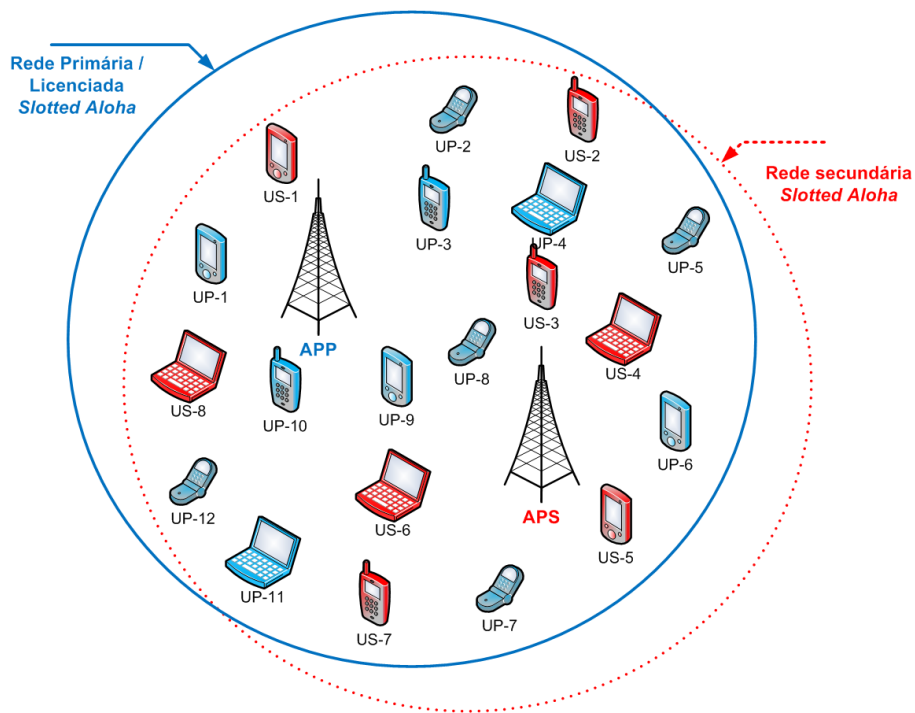 Rede Primária /
Licenciada
Slotted Aloha
UP-2
US-2
Rede secundária
Slotted Aloha
US-1
UP-3
UP-4
UP-5
UP-1
US-3
APP
UP-8
US-4
US-8
UP-10
UP-9
UP-6
UP-12
US-6
APS
US-5
UP-11
US-7
UP-7